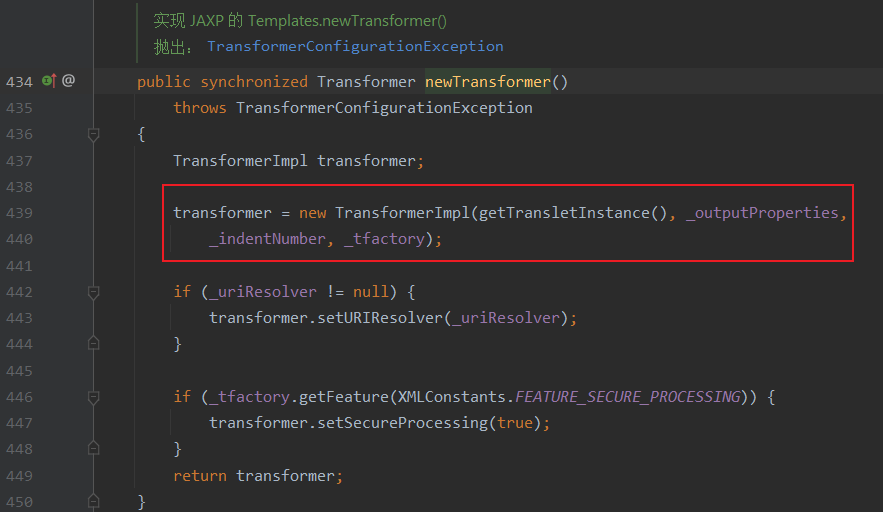 实现 JAXP 的 Templates.newTransformer()
抛出： TransformerConfigurationException
434 @ public synchronized Transformer newTransformer()
435 throws TransformerConfigurationException
436 {
437 TransformerImpl transformer;
438
439 transformer = new TransformerImpl(getTransletInstance(), _outputProperties,
440 _indentNumber, _tfactory);
441
442 if (_uriResolver != null) {
443 transformer.setURIResolver(_uriResolver);
444 }
445
446 if (_tfactory.getFeature(XMLConstants.FEATURE_SECURE_PROCESSING)) {
447 transformer.setSecureProcessing(true);
448 }
449 return transformer;
450 }